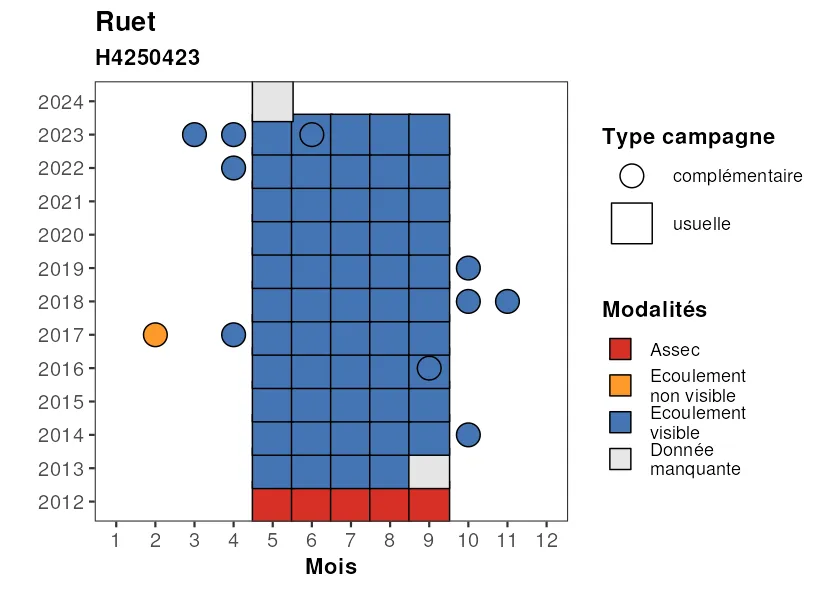 Ruet
H4250423
2024
2023
2022
2021
2020
2019
2018
2017
2016
2015
2014
2013
2012
1 2 3 4 5 6 7 8 9 10 11 12
Mois
Type campagne
complémentaire
usuelle
Modalités
Assec
Ecoulement
non visible
Ecoulement
visible
Donnée
manquante